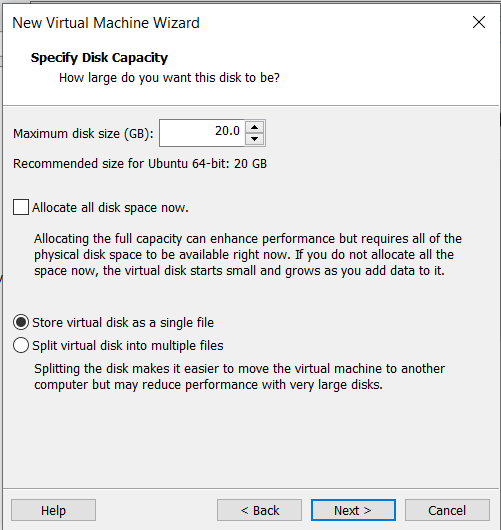 New Virtual Machine Wizard
Specify Disk Capacity
How large do you want this disk to be?
Maximum disk size (GB): 20.0
Recommended size for Ubuntu 64-bit: 20 GB
Allocate all disk space now.
Allocating the full capacity can enhance performance but requires all of the
physical disk space to be available right now. If you do not allocate all the
space now, the virtual disk starts small and grows as you add data to it.
Store virtual disk as a single file
Split virtual disk into multiple files
Splitting the disk makes it easier to move the virtual machine to another
computer but may reduce performance with very large disks.
Help < Back Next > Cancel